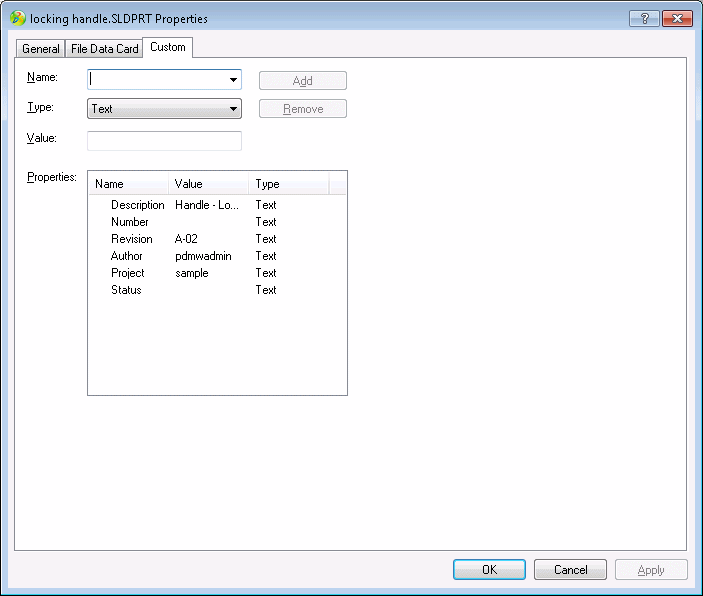 locking handle.SLDPRT Properties
?
General File Data Card Custom
Name: Add
Type: Text Remove
Value:
Properties: Name Value Type
Description Handle - Lo... Text
Number Text
Revision A-02 Text
Author pdmwadmin Text
Project sample Text
Status Text
OK Cancel Apply